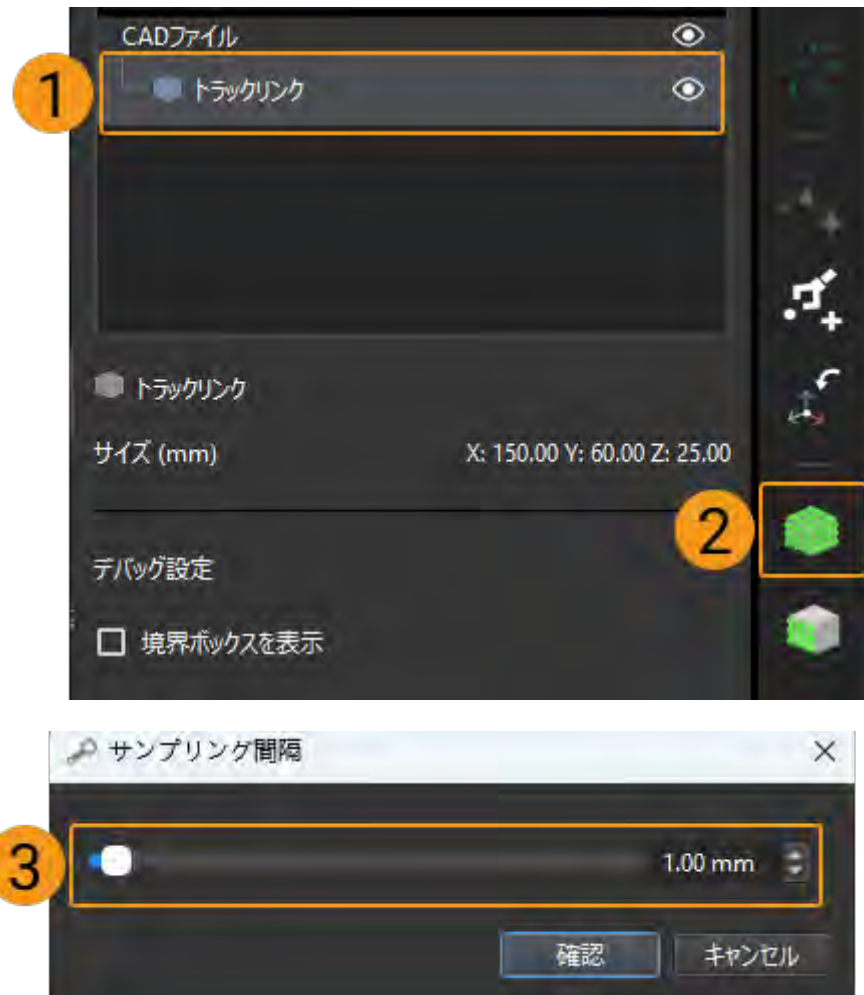 CADファイル
1
トラックリンク
トラックリンク
サイズ (mm) X: 150.00 Y: 60.00 Z: 25.00
2
デバッグ設定
境界ボックスを表示
サンプリング間隔
3
1.00 mm
確認 キャンセル